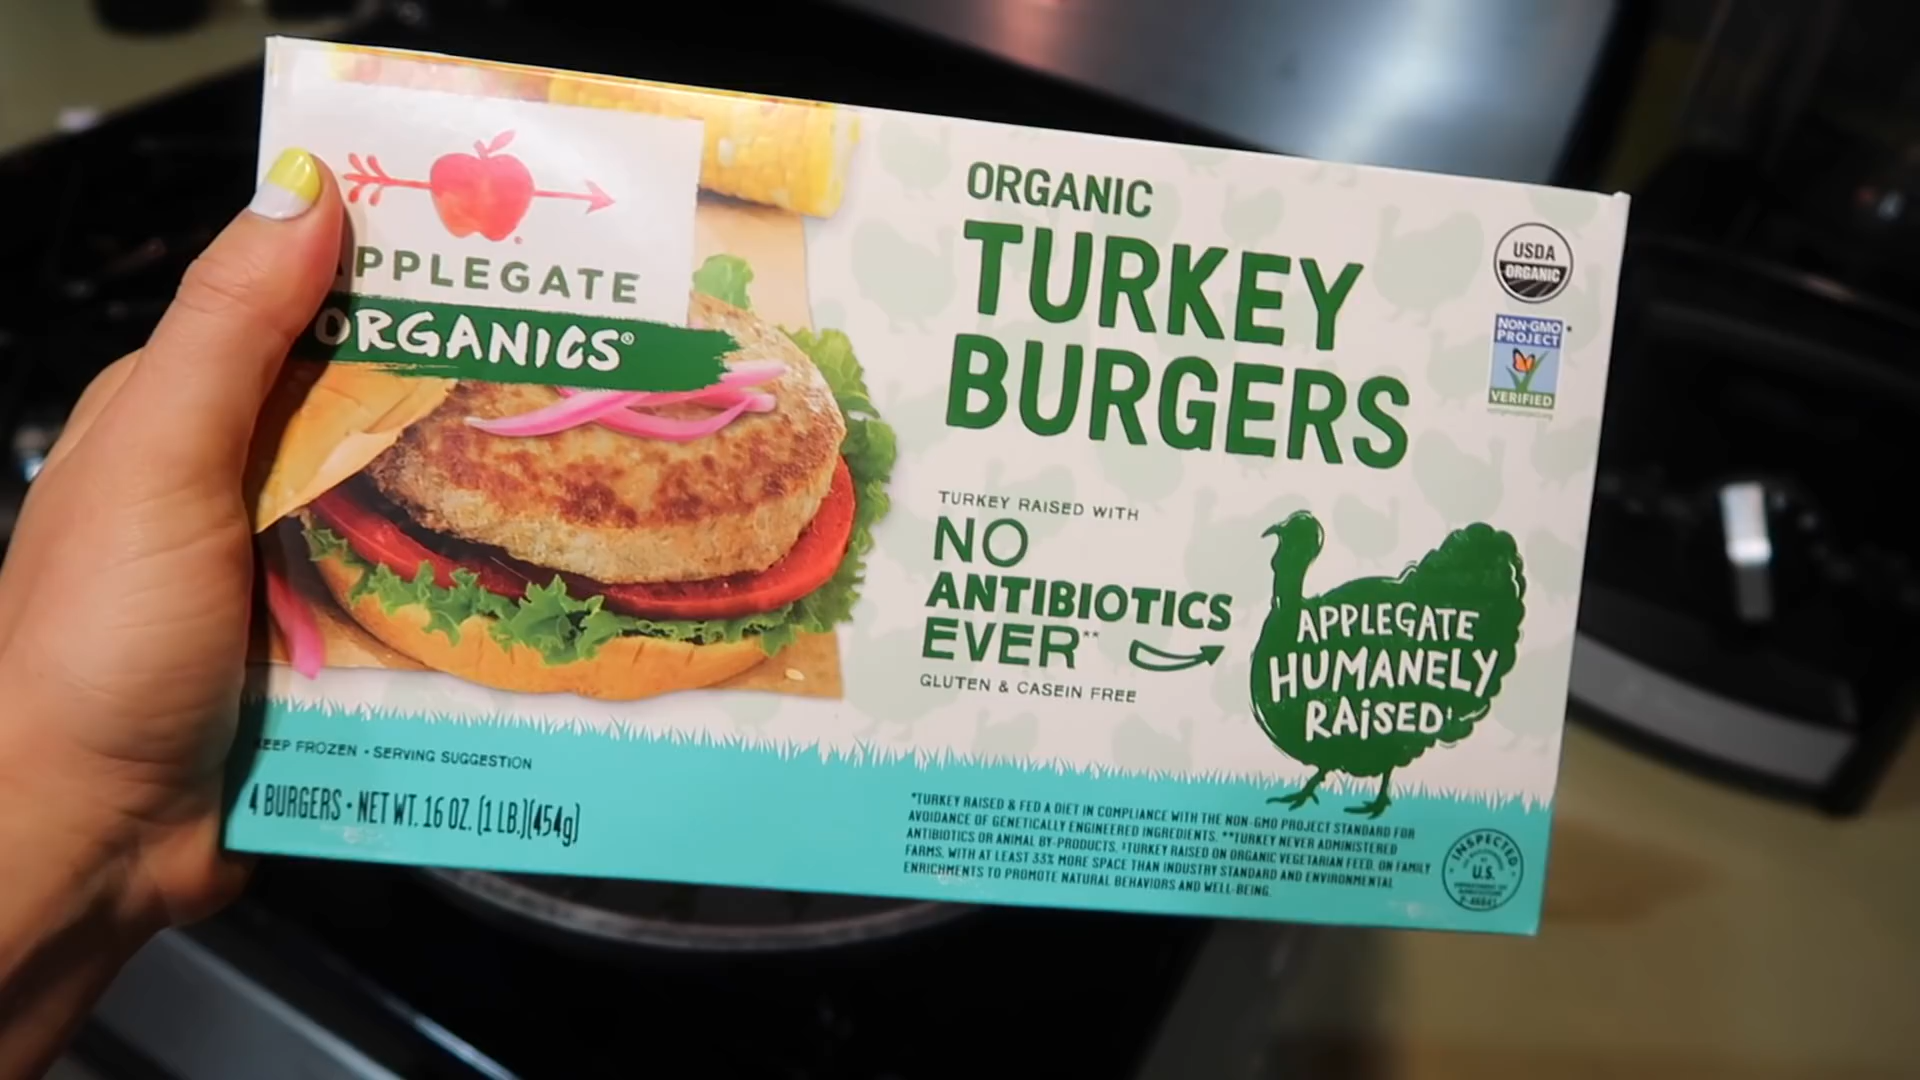 APPLEGATE
ORGANICS®
ORGANIC
TURKEY
BURGERS
USDA
ORGANIC
NON-GMO
PROJECT
VERIFIED
TURKEY RAISED WITH
NO
ANTIBIOTICS
EVER**
GLUTEN & CASEIN FREE
APPLEGATE
HUMANELY
RAISED
KEEP FROZEN • SERVING SUGGESTION
4 BURGERS • NET WT. 16 OZ. (1 LB.)(454g)
*TURKEY RAISED & FED A DIET IN COMPLIANCE WITH THE NON-GMO PROJECT STANDARD FOR
AVOIDANCE OF GENETICALLY ENGINEERED INGREDIENTS. **TURKEY NEVER ADMINISTERED
ANTIBIOTICS OR ANIMAL BY-PRODUCTS. ‡TURKEY RAISED ON ORGANIC VEGETARIAN FEED, ON FAMILY
FARMS, WITH AT LEAST 33% MORE SPACE THAN INDUSTRY STANDARD AND ENVIRONMENTAL
ENRICHMENTS TO PROMOTE NATURAL BEHAVIORS AND WELL-BEING.
INSPECTED
U.S.
DEPARTMENT OF
AGRICULTURE